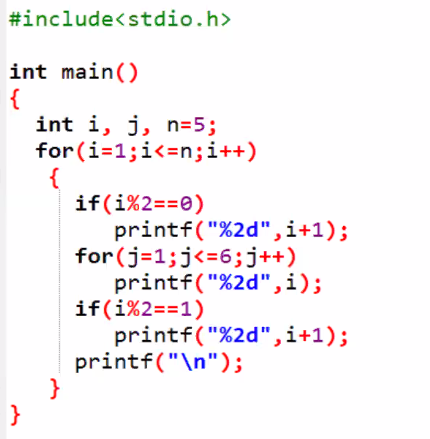 #include<stdio.h>
int main()
{
int i, j, n=5;
for(i=1;i<=n;i++)
{
if(i%2==0)
printf("%2d",i+1);
for(j=1;j<=6;j++)
printf("%2d",i);
if(i%2==1)
printf("%2d",i+1);
printf("\n");
}
}